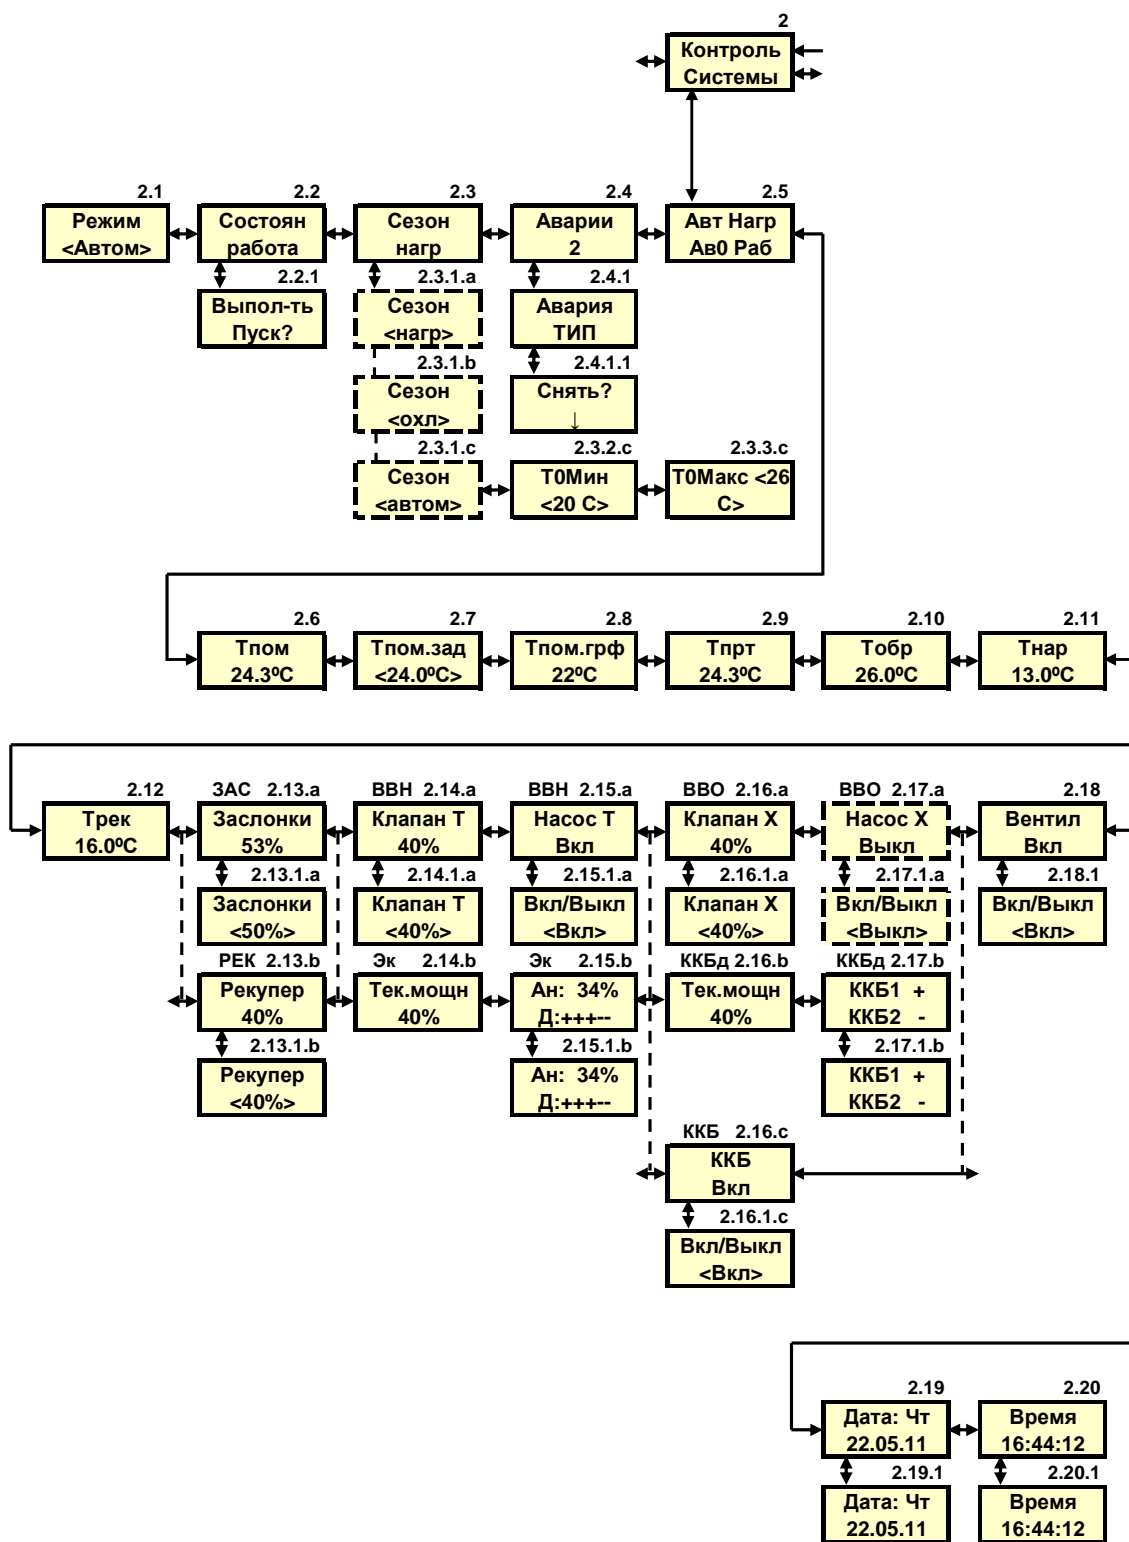 2
Контроль
Системы
2.1 2.2 2.3 2.4 2.5
Режим
<Автом>
Состоян
работа
Сезон
нагр
Аварии
2
Авт Нагр
Ав0 Раб
2.2.1 2.3.1.a 2.4.1
Выпол-ть
Пуск?
Сезон
<нагр>
Авария
ТИП
2.3.1.b 2.4.1.1
Сезон
<охл>
Снять?
↓
2.3.1.c 2.3.2.c 2.3.3.c
Сезон
<автом>
Т0Мин
<20 С>
Т0Макс <26
С>
2.6 2.7 2.8 2.9 2.10 2.11
Тпом
24.3ºС
Тпом.зад
<24.0ºС>
Тпом.грф
22ºС
Тпрт
24.3ºС
Тобр
26.0ºС
Тнар
13.0ºС
2.12 ЗАС 2.13.a ВВН 2.14.a ВВН 2.15.a ВВО 2.16.a ВВО 2.17.a 2.18
Трек
16.0ºС
Заслонки
53%
Клапан Т
40%
Насос Т
Вкл
Клапан Х
40%
Насос Х
Выкл
Вентил
Вкл
2.13.1.a 2.14.1.a 2.15.1.a 2.16.1.a 2.17.1.a 2.18.1
Заслонки
<50%>
Клапан Т
<40%>
Вкл/Выкл
<Вкл>
Клапан Х
<40%>
Вкл/Выкл
<Выкл>
Вкл/Выкл
<Вкл>
РЕК 2.13.b Эк 2.14.b Эк 2.15.b ККБд 2.16.b ККБд 2.17.b
Рекупер
40%
Тек.мощн
40%
Ан: 34%
Д:+++--
Тек.мощн
40%
ККБ1 +
ККБ2 -
2.13.1.b 2.15.1.b 2.17.1.b
Рекупер
<40%>
Ан: 34%
Д:+++--
ККБ1 +
ККБ2 -
ККБ 2.16.c
ККБ
Вкл
2.16.1.c
Вкл/Выкл
<Вкл>
2.19 2.20
Дата: Чт
22.05.11
Время
16:44:12
2.19.1 2.20.1
Дата: Чт
22.05.11
Время
16:44:12